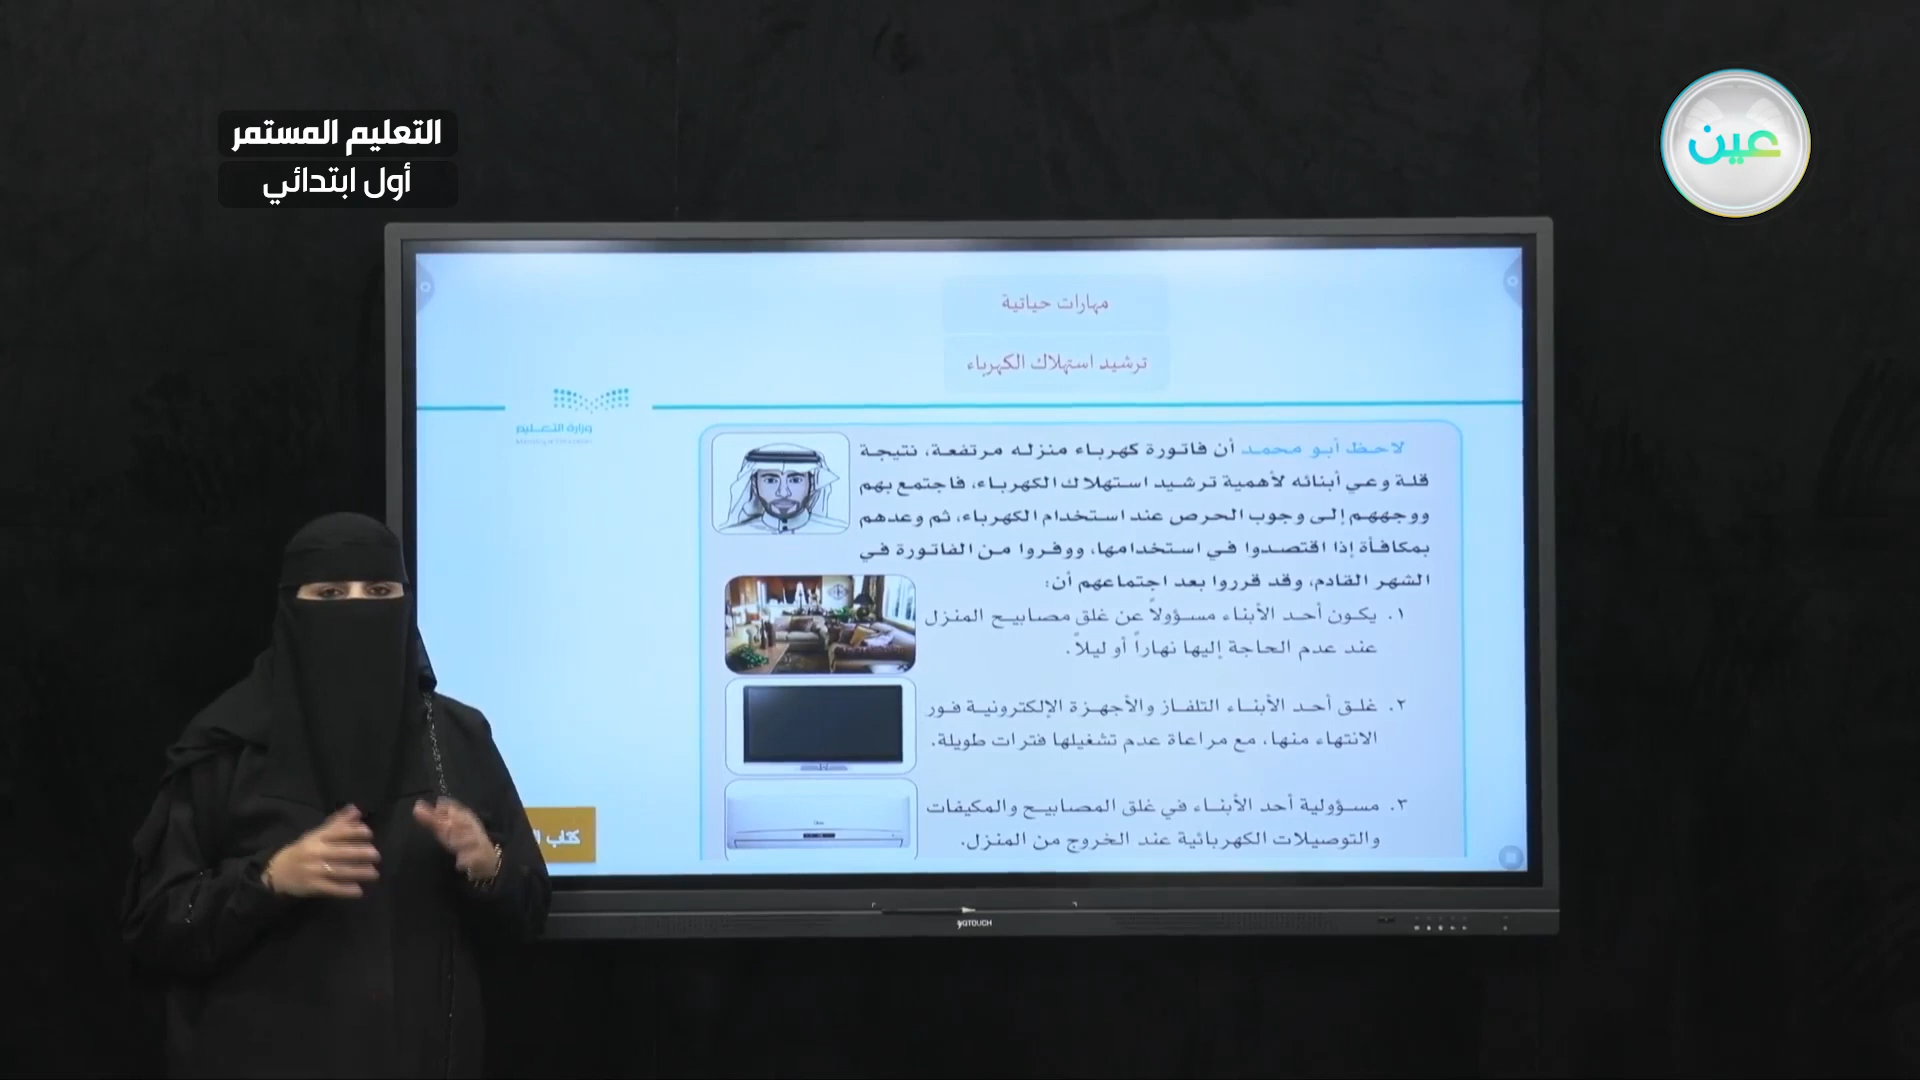 التعليم المستمر
أول ابتدائي
عين
مهارات حياتية
ترشيد استهلاك الكهرباء
وزارة التعليم
لاحظ أبو محمد أن فاتورة كهرباء منزله مرتفعة، نتيجة
قلة وعي أبنائه لأهمية ترشيد استهلاك الكهرباء، فاجتمع بهم
ووجههم إلى وجوب الحرص عند استخدام الكهرباء، ثم وعدهم
بمكافأة إذا اقتصدوا في استخدامها، ووفروا من الفاتورة في
الشهر القادم، وقد قرروا بعد اجتماعهم أن:
١. يكون أحد الأبناء مسؤولاً عن غلق مصابيح المنزل
عند عدم الحاجة إليها نهاراً أو ليلاً.
٢. غلق أحد الأبناء التلفاز والأجهزة الإلكترونية فور
الانتهاء منها، مع مراعاة عدم تشغيلها فترات طويلة.
٣. مسؤولية أحد الأبناء في غلق المصابيح والمكيفات
والتوصيلات الكهربائية عند الخروج من المنزل.
كتاب